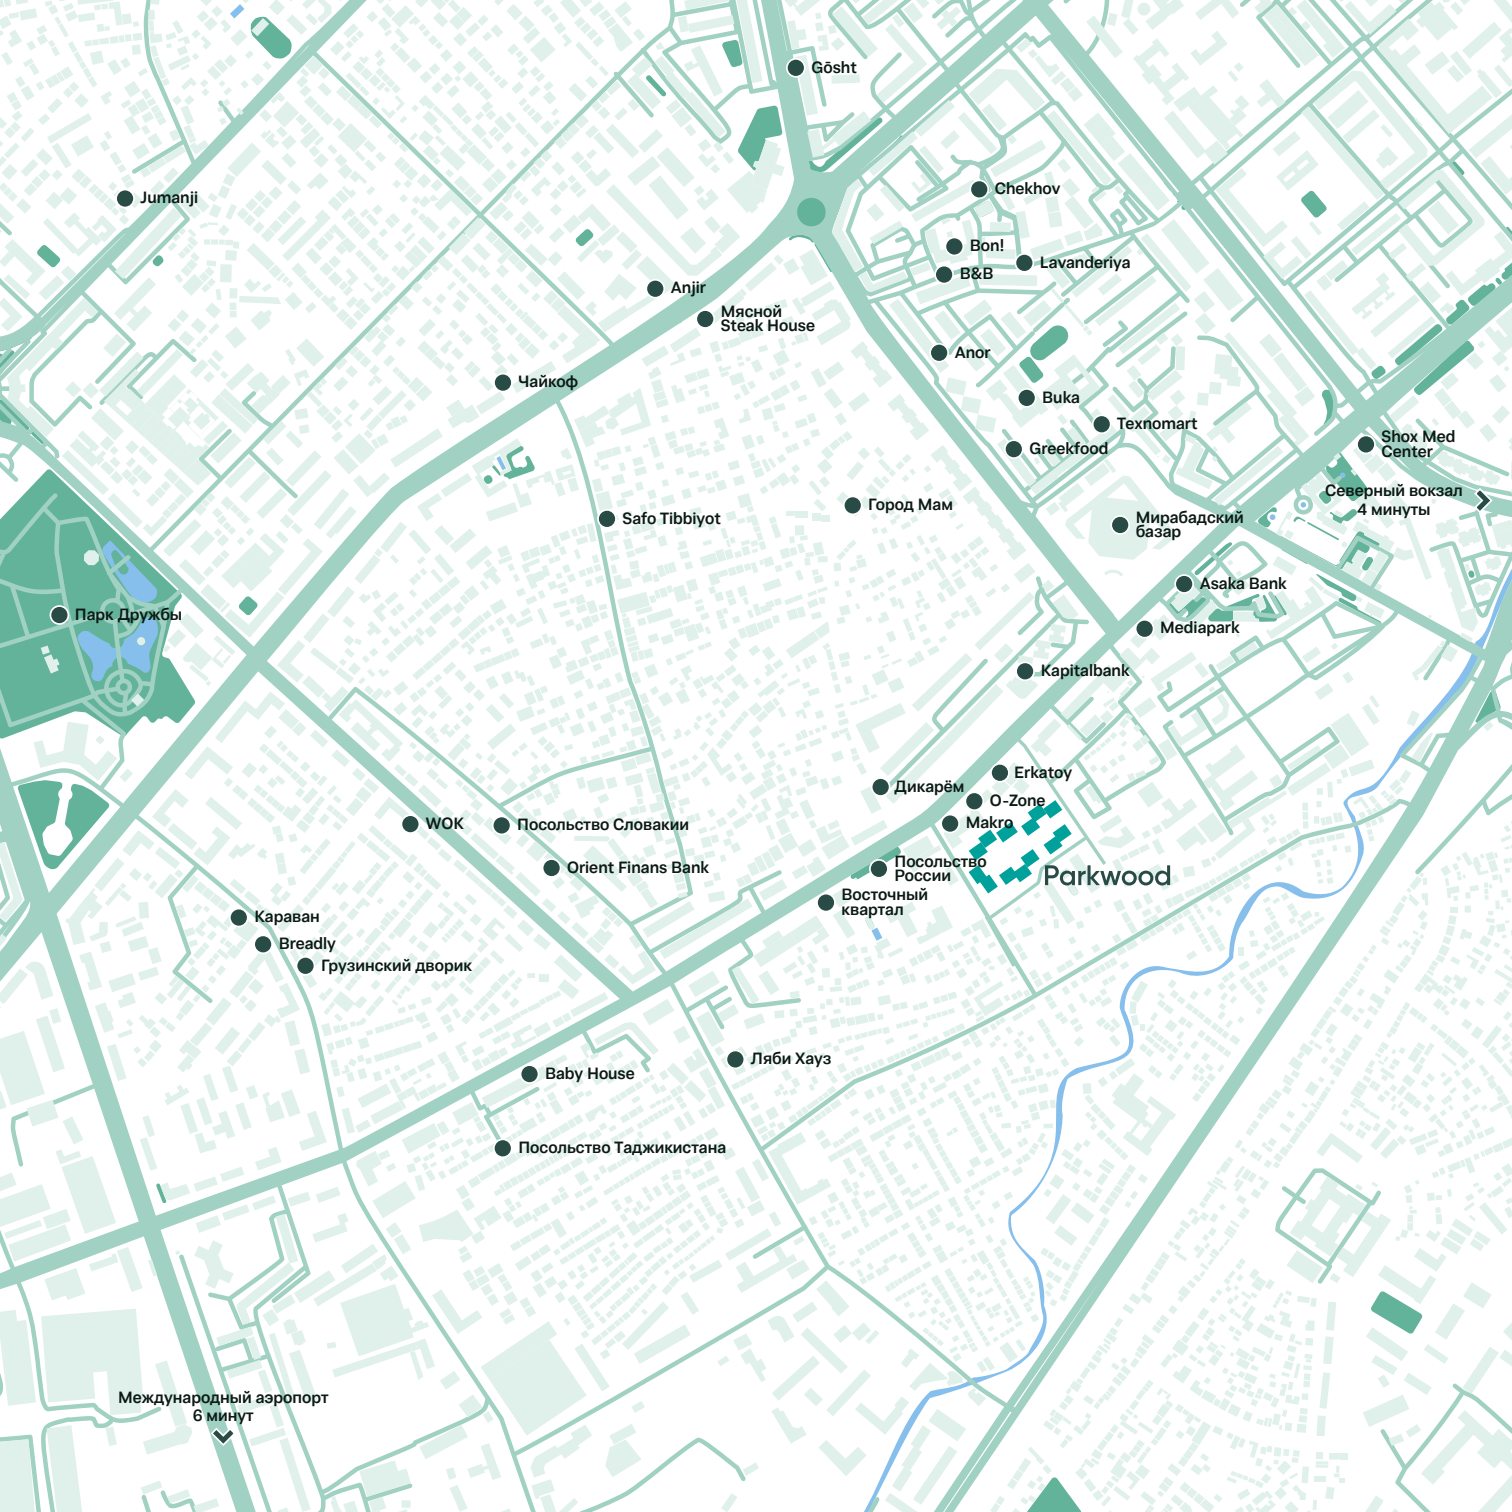 Gōsht
Jumanji
Chekhov
Bon!
Lavanderiya
B&B
Anjir
Мясной
Steak House
Anor
Чайкоф
Buka
Texnomart
Greekfood
Shox Med
Center
Северный вокзал
4 минуты
Город Мам
Safo Tibbiyot
Мирабадский
базар
Asaka Bank
Парк Дружбы
Mediapark
Kapitalbank
Erkatoy
Дикарём
O-Zone
Makro
WOK
Посольство Словакии
Посольство
России
Orient Finans Bank
Parkwood
Восточный
квартал
Караван
Breadly
Грузинский дворик
Ляби Хауз
Baby House
Посольство Таджикистана
Международный аэропорт
6 минут